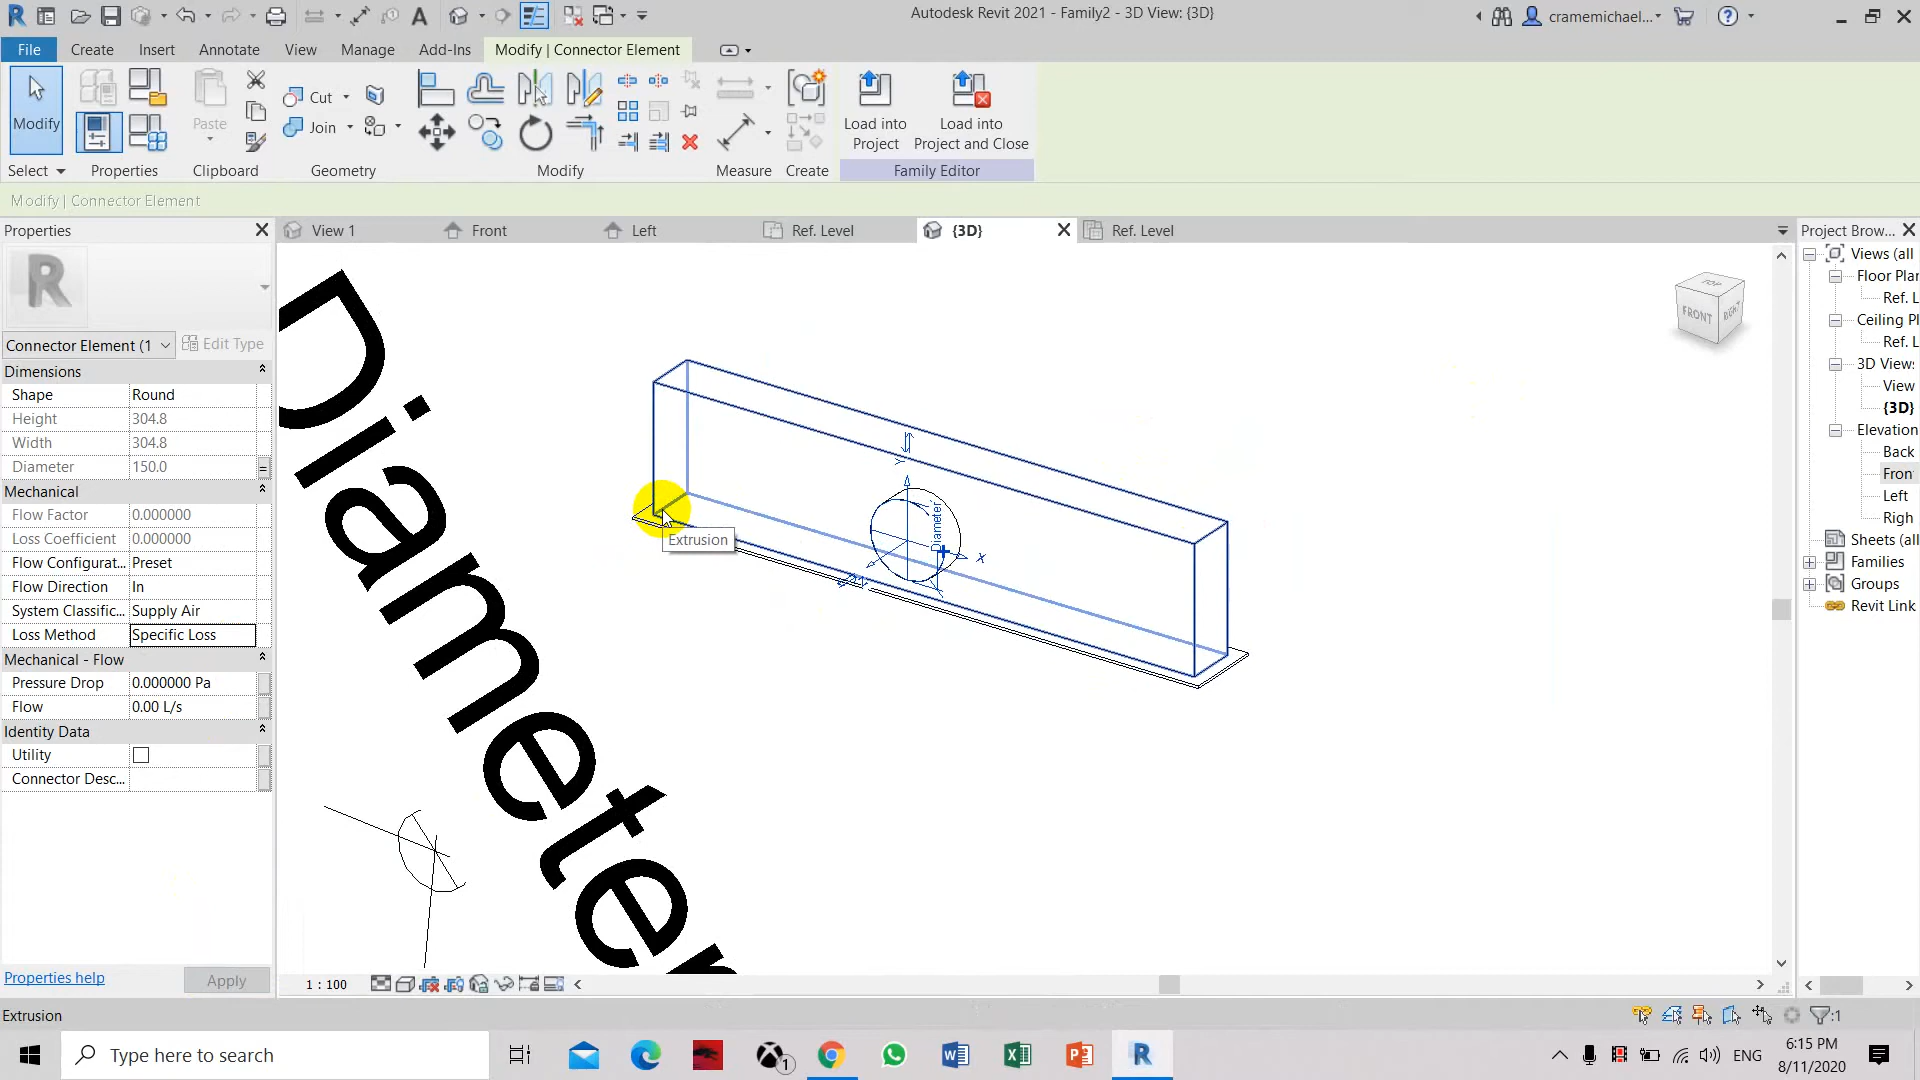 Autodesk Revit 2021 - Family2 - 3D View: {3D}
cramemichael...
File
Create
Insert
Annotate
View
Manage
Add-Ins
Modify | Connector Element
Modify
Paste
Cut
Join
Load into
Project
Load into
Project and Close
Select
Properties
Clipboard
Geometry
Modify
Measure
Create
Family Editor
Modify | Connector Element
Properties
View 1
Front
Left
Ref. Level
{3D}
Ref. Level
Project Brow...
Connector Element (1
Edit Type
Dimensions
Shape Round
Height 304.8
Width 304.8
Diameter 150.0
=
Mechanical
Flow Factor 0.000000
Loss Coefficient 0.000000
Flow Configurat... Preset
Flow Direction In
System Classific... Supply Air
Loss Method Specific Loss
Mechanical - Flow
Pressure Drop 0.000000 Pa
Flow 0.00 L/s
Identity Data
Utility
Connector Desc...
Properties help
Apply
Diameter
Extrusion
Diameter
Y
X
TOP
FRONT
RIGHT
Views (all
Floor Plan
Ref. L
Ceiling Pl
Ref. L
3D Views
View
{3D}
Elevation
Back
Fron
Left
Righ
Sheets (all
Families
Groups
Revit Link
1 : 100
Extrusion
:1
Type here to search
1
ENG
6:15 PM
8/11/2020